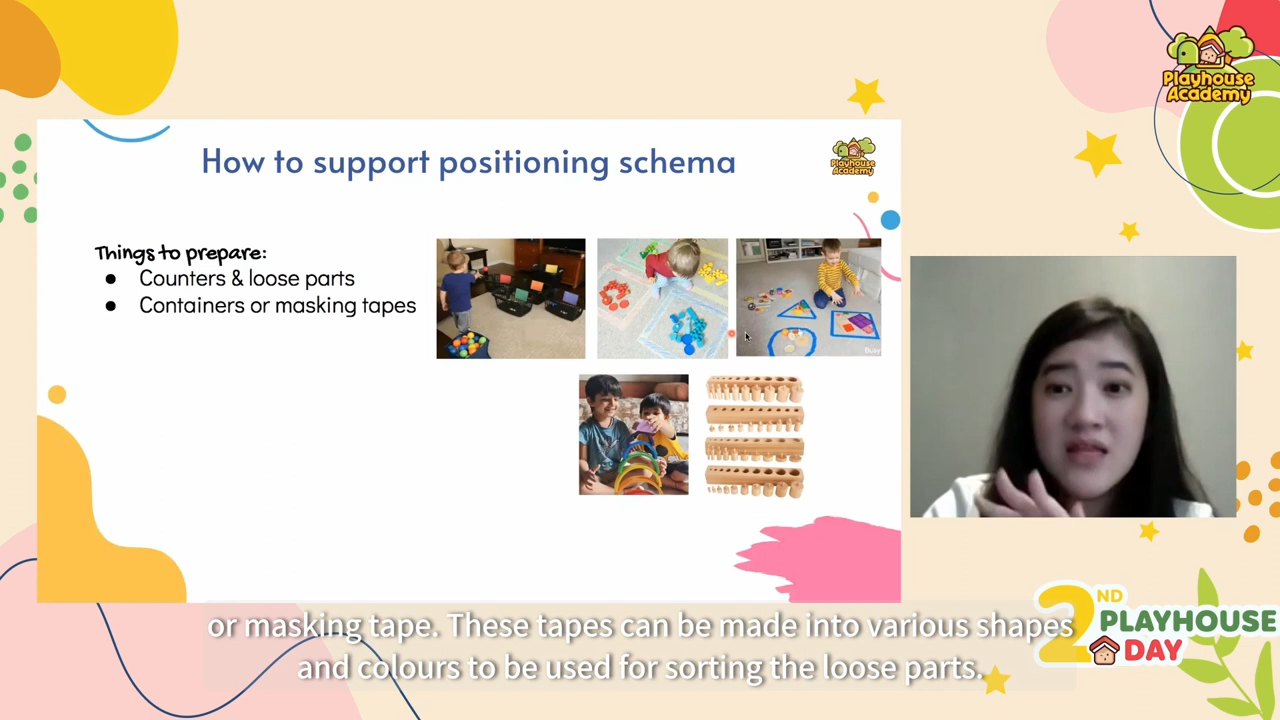 Playhouse
Academy
How to support positioning schema
Playhouse
Academy
Things to prepare:
● Counters & loose parts
● Containers or masking tapes
Busy
2ND PLAYHOUSE
DAY
or masking tape. These tapes can be made into various shapes
and colours to be used for sorting the loose parts.